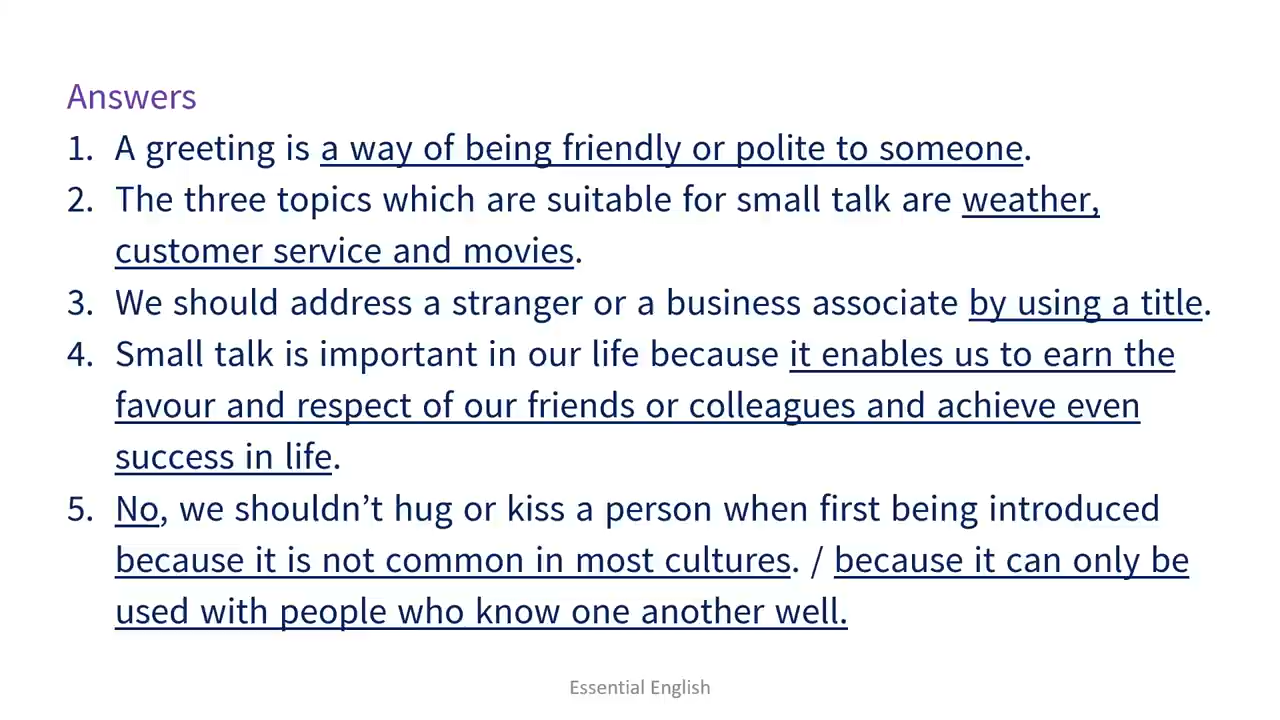 Answers
1. A greeting is a way of being friendly or polite to someone.
2. The three topics which are suitable for small talk are weather,
customer service and movies.
3. We should address a stranger or a business associate by using a title.
4. Small talk is important in our life because it enables us to earn the
favour and respect of our friends or colleagues and achieve even
success in life.
5. No, we shouldn’t hug or kiss a person when first being introduced
because it is not common in most cultures. / because it can only be
used with people who know one another well.
Essential English